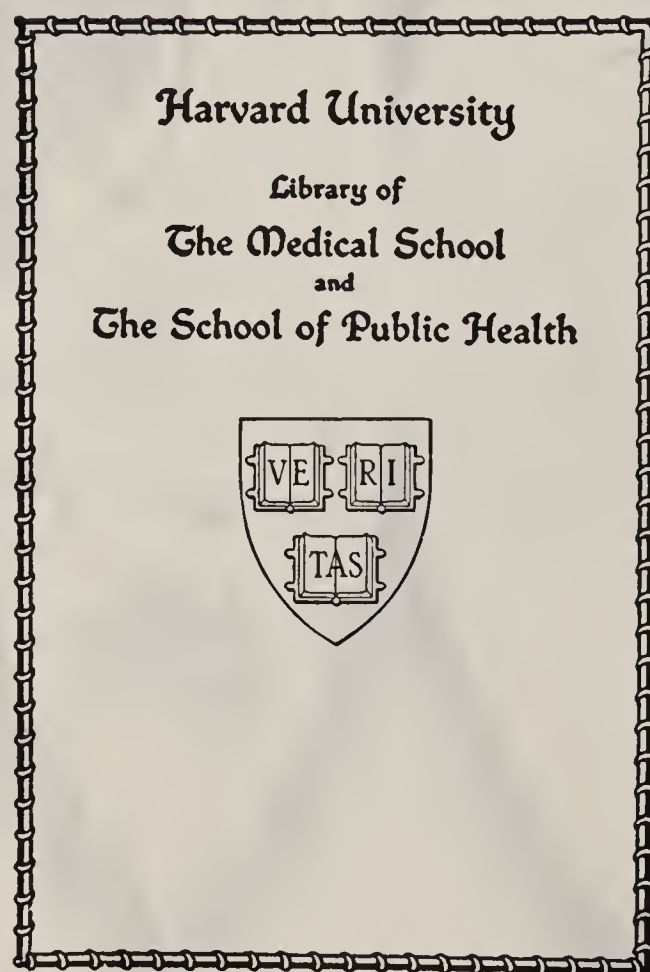 Harvard University
Library of
The Medical School
and
The School of Public Health
VE RI
TAS